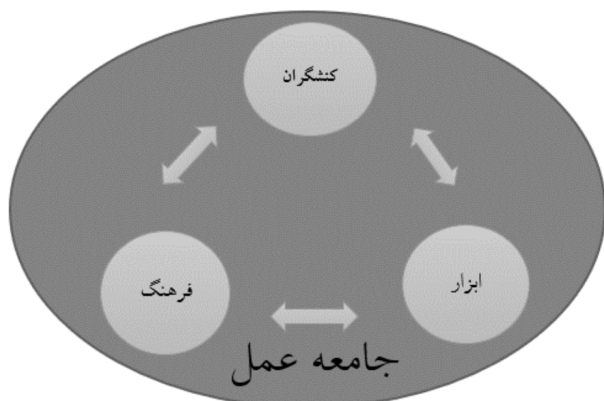 کنشگران
ابزار
فرهنگ
جامعه عمل